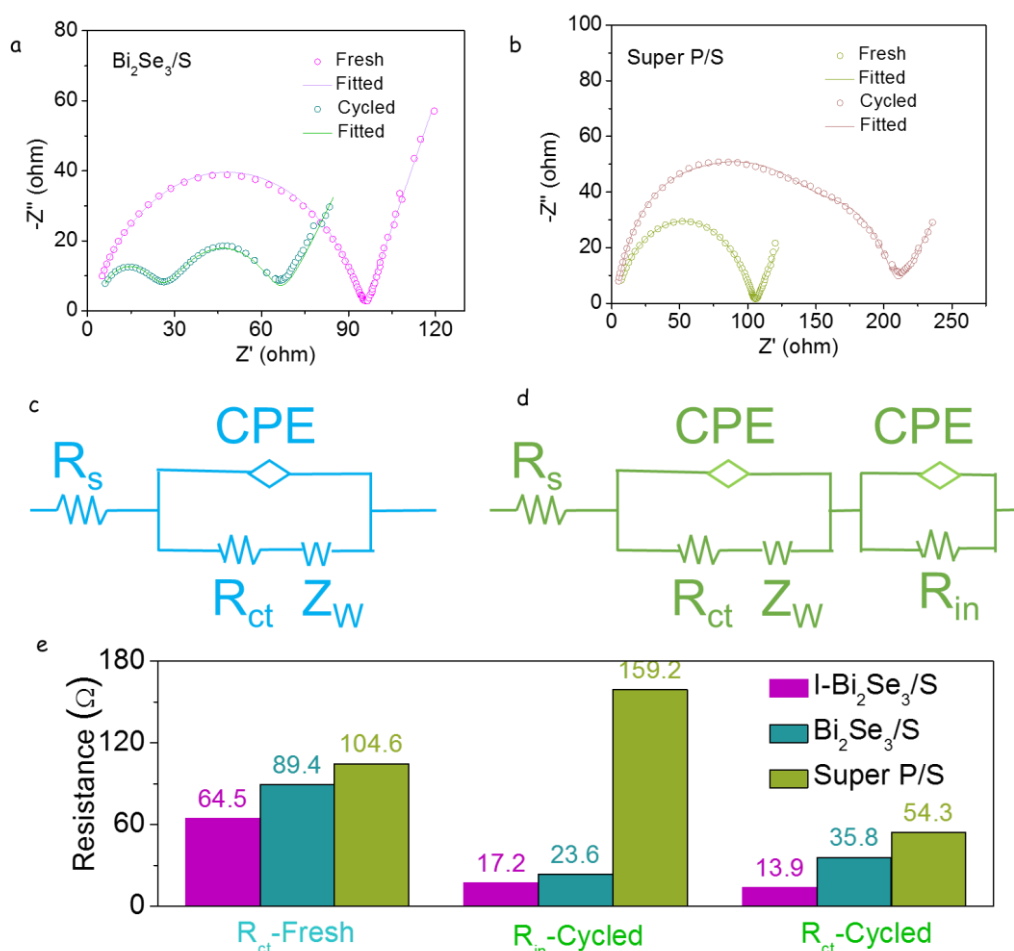 a
Bi₂Se₃/S
Fresh
Fitted
Cycled
Fitted
80
60
40
20
0
-Z" (ohm)
0 30 60 90 120
Z' (ohm)
b
Super P/S
Fresh
Fitted
Cycled
Fitted
100
80
60
40
20
0
-Z" (ohm)
0 50 100 150 200 250
Z' (ohm)
c
CPE
Rs
Rct ZW
d
CPE CPE
Rs
Rct ZW Rin
e
180
120
60
0
Resistance (Ω)
I-Bi₂Se₃/S
Bi₂Se₃/S
Super P/S
64.5 89.4 104.6
17.2 23.6 159.2
13.9 35.8 54.3
Rct-Fresh Rin-Cycled Rct-Cycled